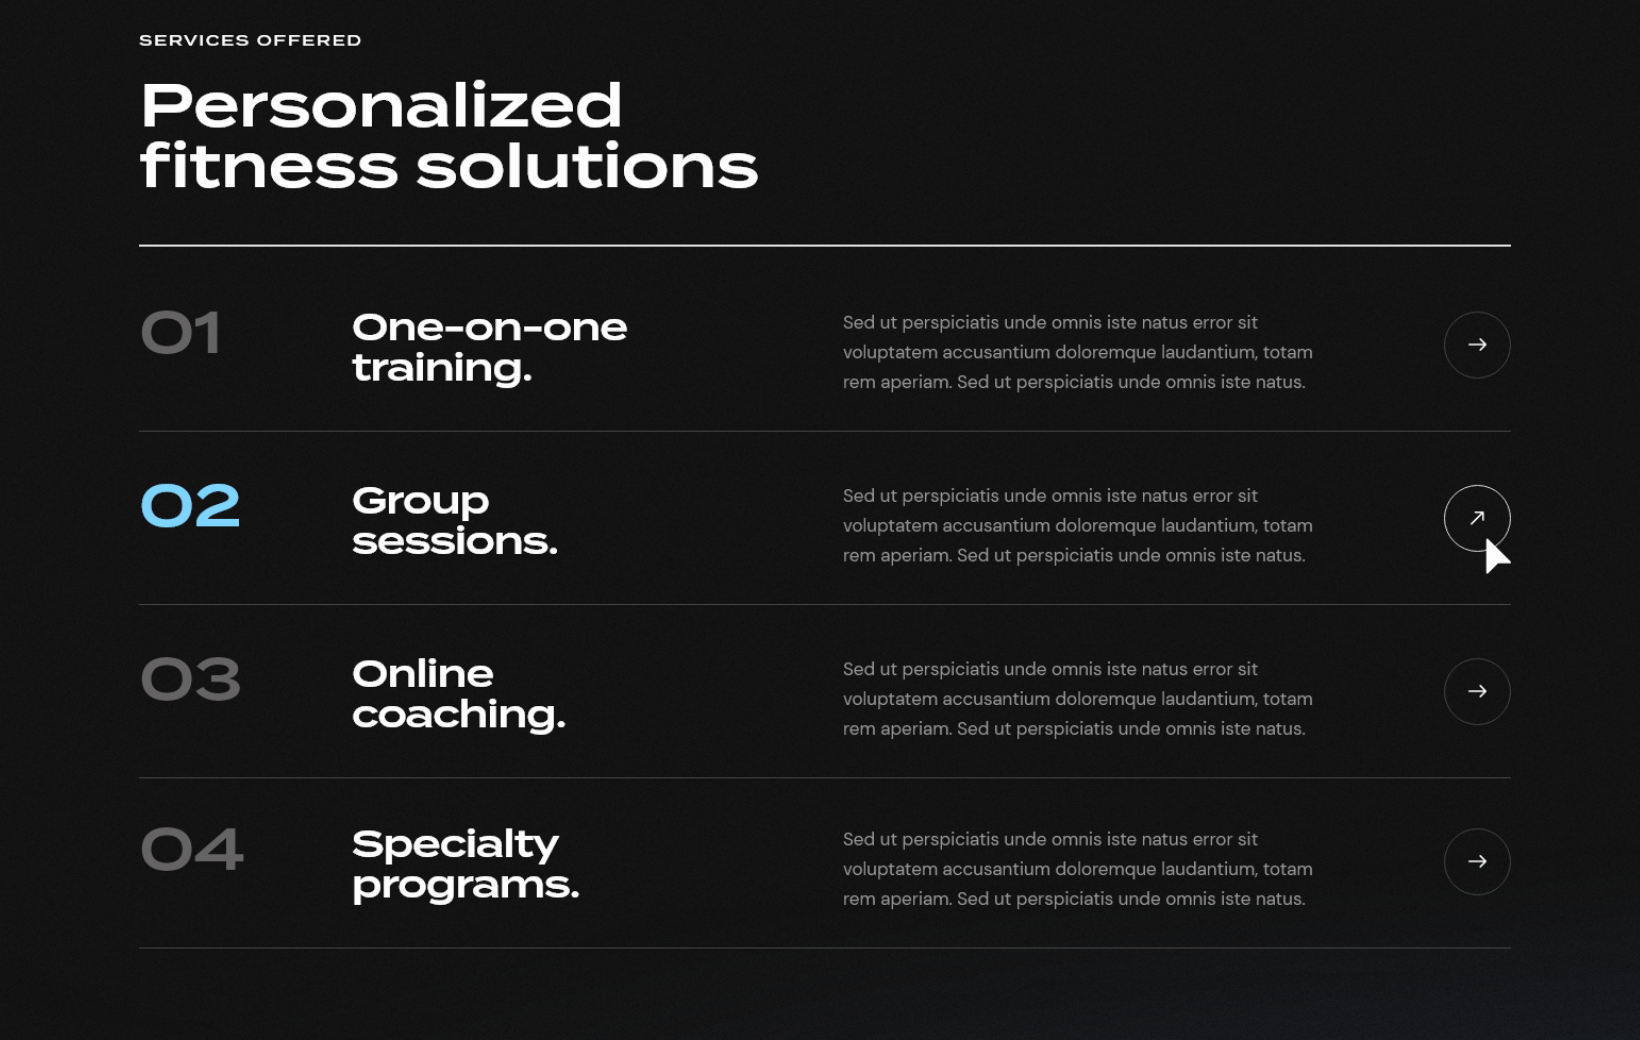 SERVICES OFFERED
Personalized
fitness solutions
01
One-on-one
training.
Sed ut perspiciatis unde omnis iste natus error sit
voluptatem accusantium doloremque laudantium, totam
rem aperiam. Sed ut perspiciatis unde omnis iste natus.
02
Group
sessions.
Sed ut perspiciatis unde omnis iste natus error sit
voluptatem accusantium doloremque laudantium, totam
rem aperiam. Sed ut perspiciatis unde omnis iste natus.
03
Online
coaching.
Sed ut perspiciatis unde omnis iste natus error sit
voluptatem accusantium doloremque laudantium, totam
rem aperiam. Sed ut perspiciatis unde omnis iste natus.
04
Specialty
programs.
Sed ut perspiciatis unde omnis iste natus error sit
voluptatem accusantium doloremque laudantium, totam
rem aperiam. Sed ut perspiciatis unde omnis iste natus.